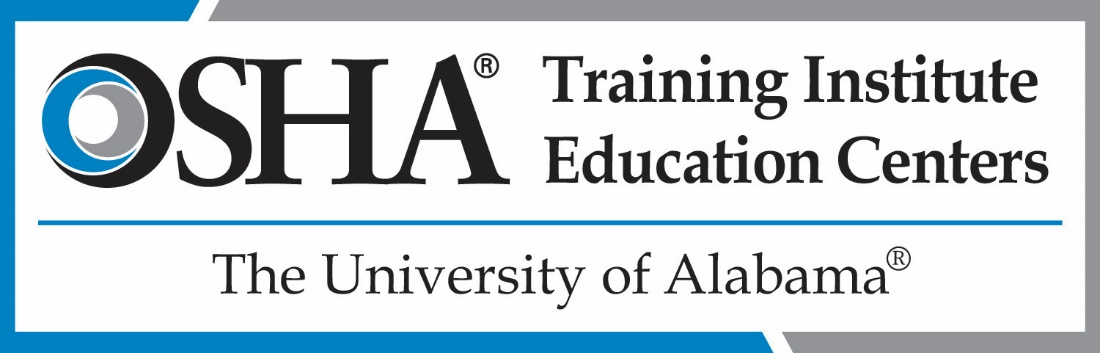 OSHA® Training Institute
Education Centers
The University of Alabama®